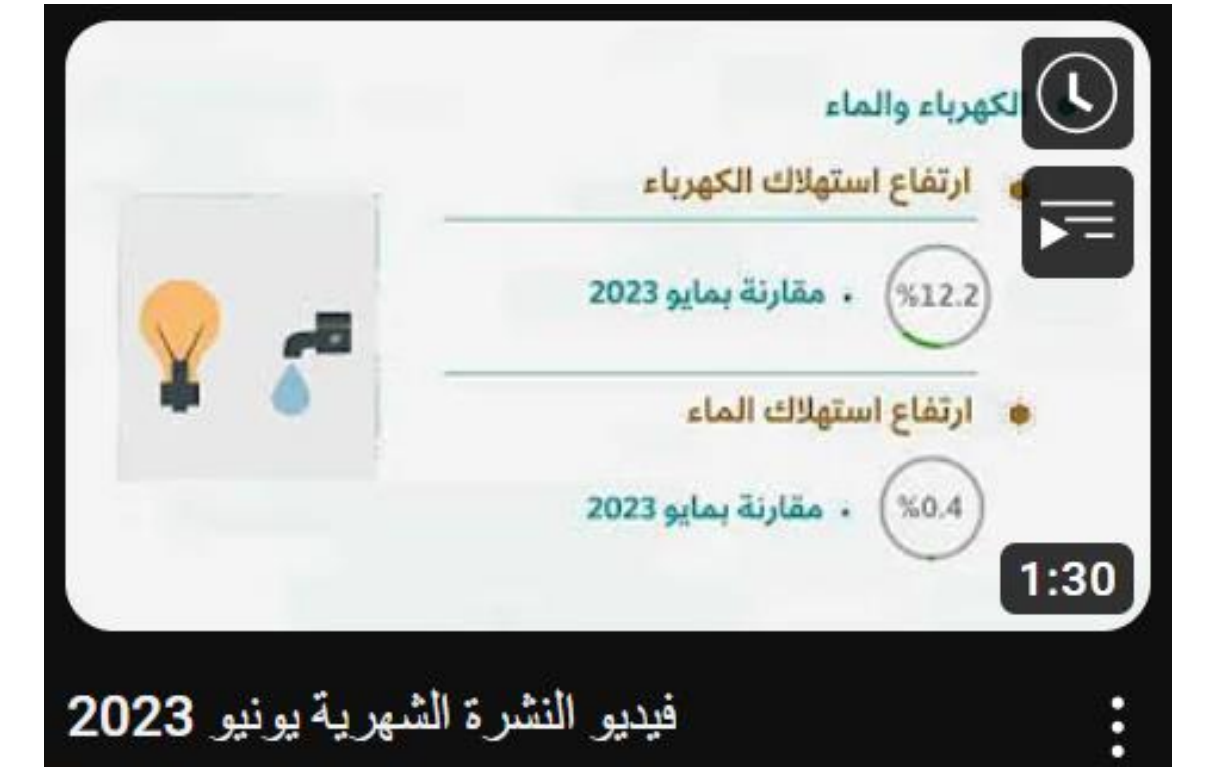 الكهرباء والماء
ارتفاع استهلاك الكهرباء
%12.2
• مقارنة بمايو 2023
ارتفاع استهلاك الماء
%0.4
• مقارنة بمايو 2023
1:30
فيديو النشرة الشهرية يونيو 2023